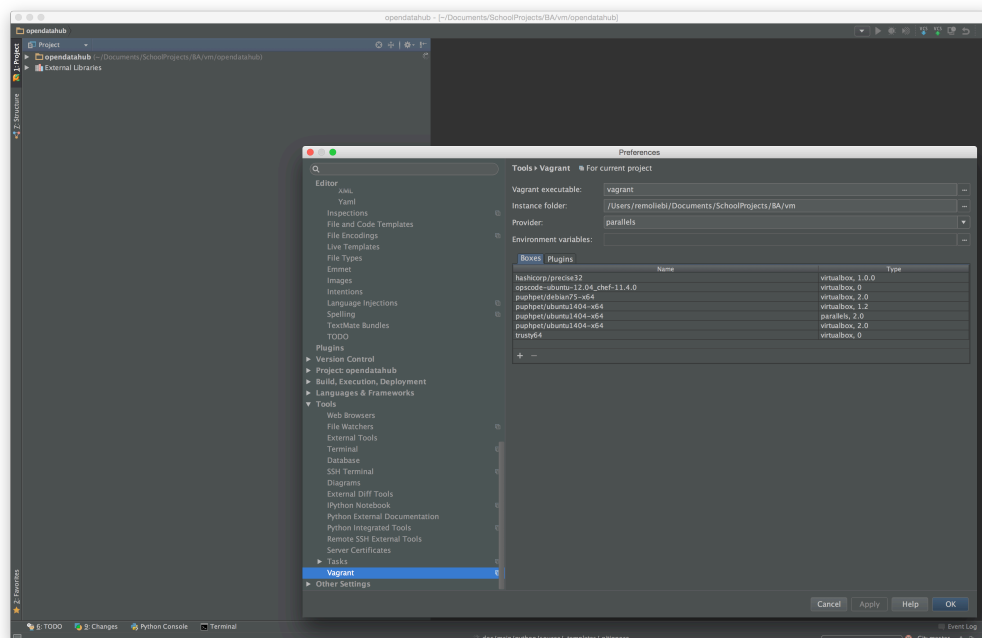 opendatahub – [~/Documents/SchoolProjects/BA/vm/opendatahub]
opendatahub
Project
1: Project
opendatahub (~/Documents/SchoolProjects/BA/vm/opendatahub)
External Libraries
Z: Structure
2: Favorites
Preferences
Editor
Yaml
Inspections
File and Code Templates
File Encodings
Live Templates
File Types
Emmet
Images
Intentions
Language Injections
Spelling
TextMate Bundles
TODO
Plugins
Version Control
Project: opendatahub
Build, Execution, Deployment
Languages & Frameworks
Tools
Web Browsers
File Watchers
External Tools
Terminal
Database
SSH Terminal
Diagrams
External Diff Tools
IPython Notebook
Python External Documentation
Python Integrated Tools
Remote SSH External Tools
Server Certificates
Tasks
Vagrant
Other Settings
Tools › Vagrant For current project
Vagrant executable: vagrant ...
Instance folder: /Users/remoliebi/Documents/SchoolProjects/BA/vm ...
Provider: parallels
Environment variables: ...
Boxes Plugins
Name Type
hashicorp/precise32 virtualbox, 1.0.0
opscode-ubuntu-12.04_chef-11.4.0 virtualbox, 0
puphpet/debian75-x64 virtualbox, 2.0
puphpet/ubuntu1404-x64 virtualbox, 1.2
puphpet/ubuntu1404-x64 parallels, 2.0
puphpet/ubuntu1404-x64 virtualbox, 2.0
trusty64 virtualbox, 0
+ −
Cancel Apply Help OK
6: TODO 9: Changes Python Console Terminal Event Log